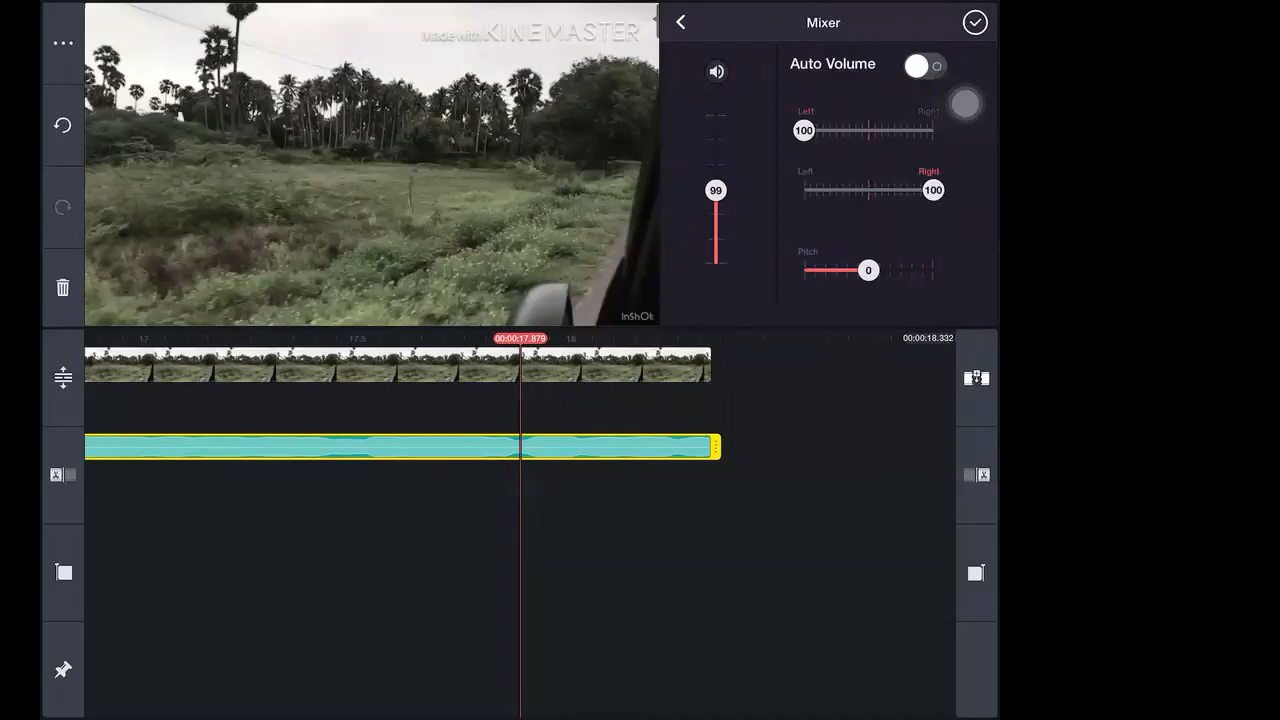 Made with KINEMASTER
Mixer
Auto Volume
Left
Right
100
Left
Right
100
99
Pitch
0
InShot
17
17.5
00:00:17.879
18
00:00:18.332